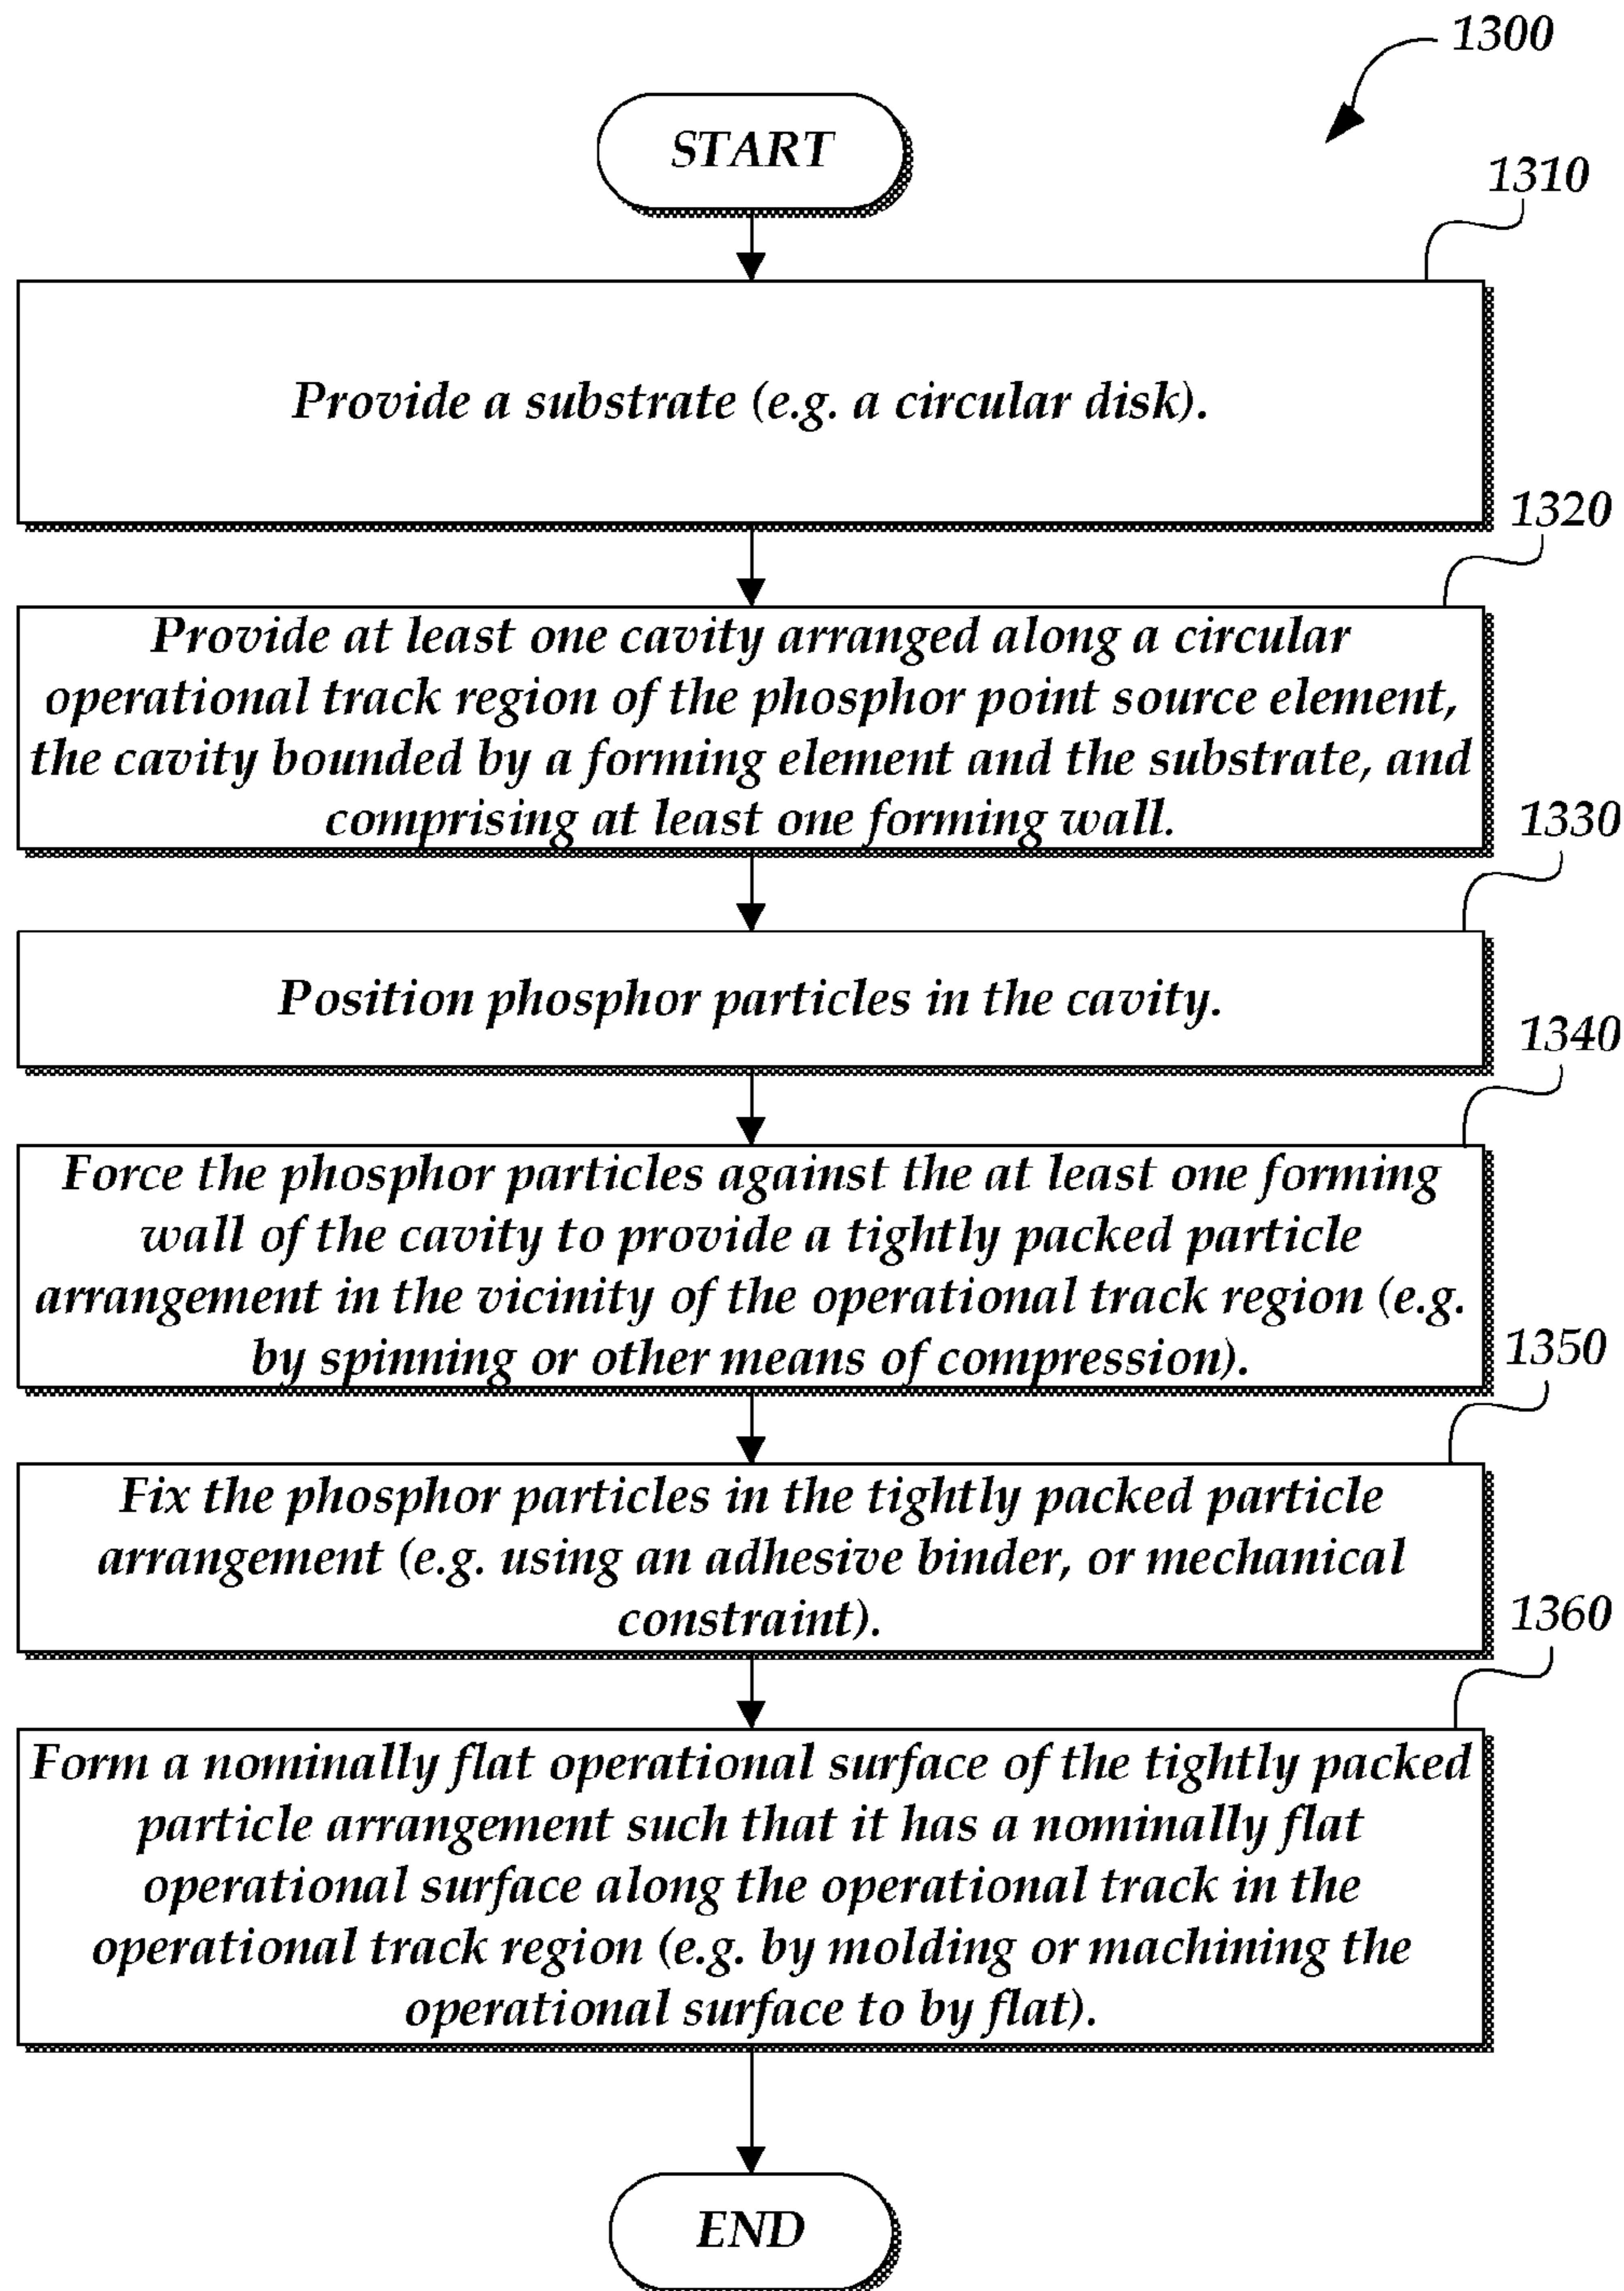 1300
START
1310
Provide a substrate (e.g. a circular disk).
1320
Provide at least one cavity arranged along a circular
operational track region of the phosphor point source element,
the cavity bounded by a forming element and the substrate, and
comprising at least one forming wall.
1330
Position phosphor particles in the cavity.
1340
Force the phosphor particles against the at least one forming
wall of the cavity to provide a tightly packed particle
arrangement in the vicinity of the operational track region (e.g.
by spinning or other means of compression).
1350
Fix the phosphor particles in the tightly packed particle
arrangement (e.g. using an adhesive binder, or mechanical
constraint).
1360
Form a nominally flat operational surface of the tightly packed
particle arrangement such that it has a nominally flat
operational surface along the operational track in the
operational track region (e.g. by molding or machining the
operational surface to by flat).
END